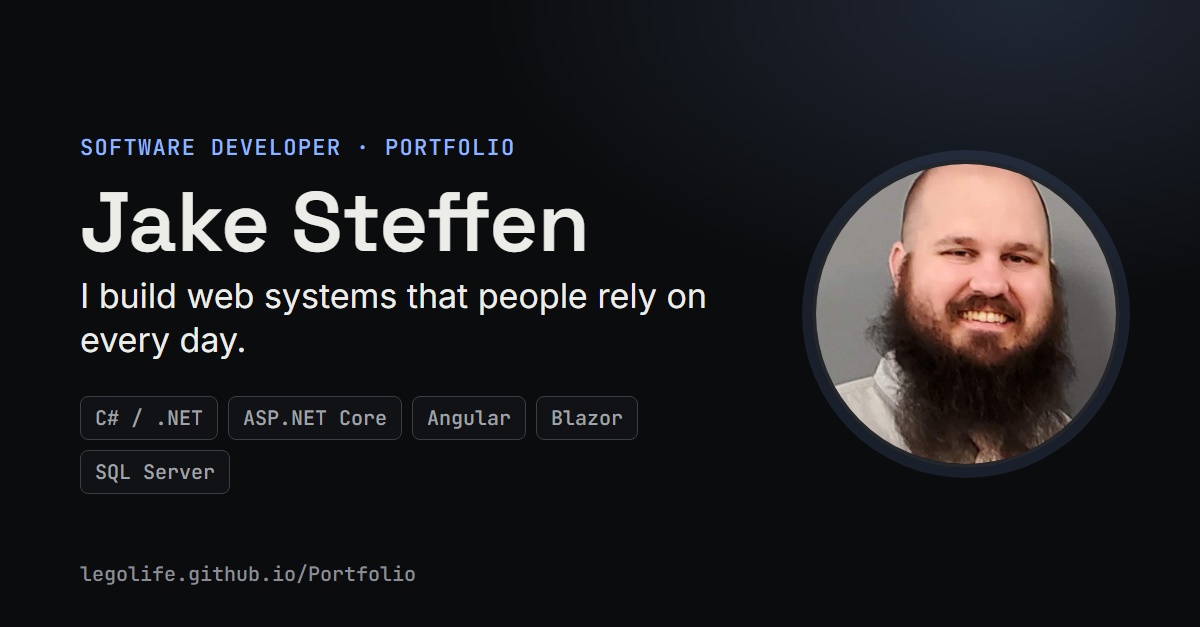 SOFTWARE DEVELOPER · PORTFOLIO
Jake Steffen
I build web systems that people rely on
every day.
C# / .NET
ASP.NET Core
Angular
Blazor
SQL Server
legolife.github.io/Portfolio